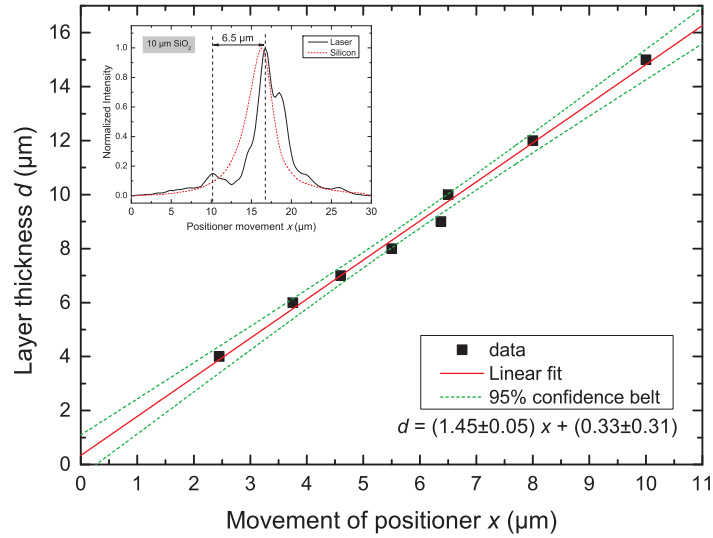 16
14
12
10
8
6
4
2
0
Layer thickness d (μm)
0 1 2 3 4 5 6 7 8 9 10 11
Movement of positioner x (μm)
10 μm SiO₂
6.5 μm
Laser
Silicon
1.0
0.8
0.6
0.4
0.2
0.0
Normalized Intensity
0 5 10 15 20 25 30
Positioner movement x (μm)
data
Linear fit
95% confidence belt
d = (1.45±0.05) x + (0.33±0.31)